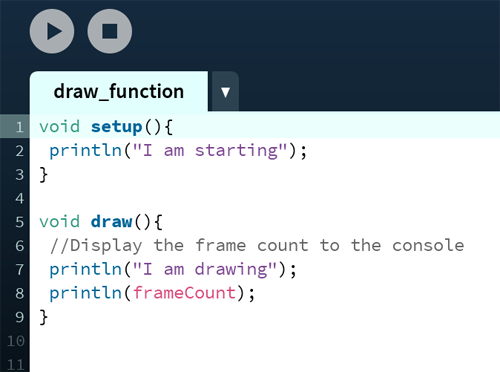 draw_function ▼
1 void setup(){
2 println("I am starting");
3 }
4
5 void draw(){
6 //Display the frame count to the console
7 println("I am drawing");
8 println(frameCount);
9 }
10
11